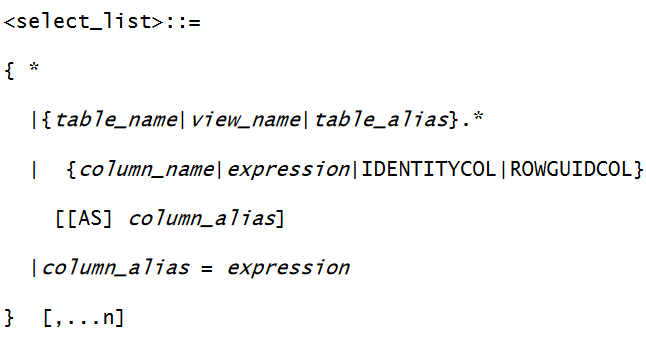 <select_list>::=
{ *
|{table_name|view_name|table_alias}.*
| {column_name|expression|IDENTITYCOL|ROWGUIDCOL}
[[AS] column_alias]
|column_alias = expression
} [,...n]